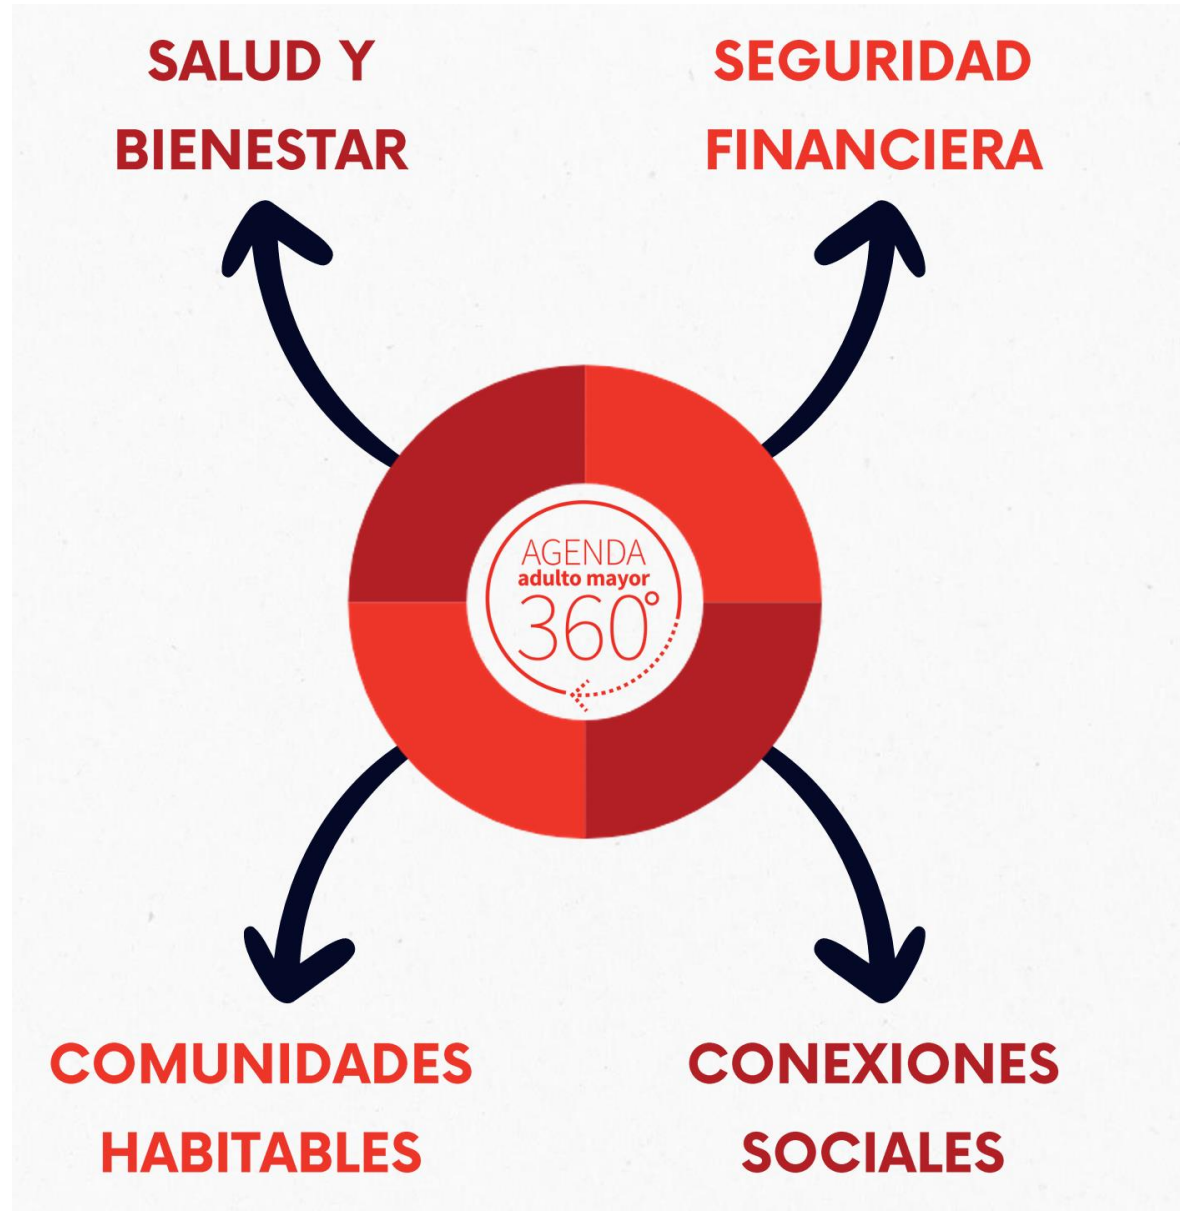 SALUD Y
BIENESTAR
SEGURIDAD
FINANCIERA
AGENDA
adulto mayor
360°
COMUNIDADES
HABITABLES
CONEXIONES
SOCIALES